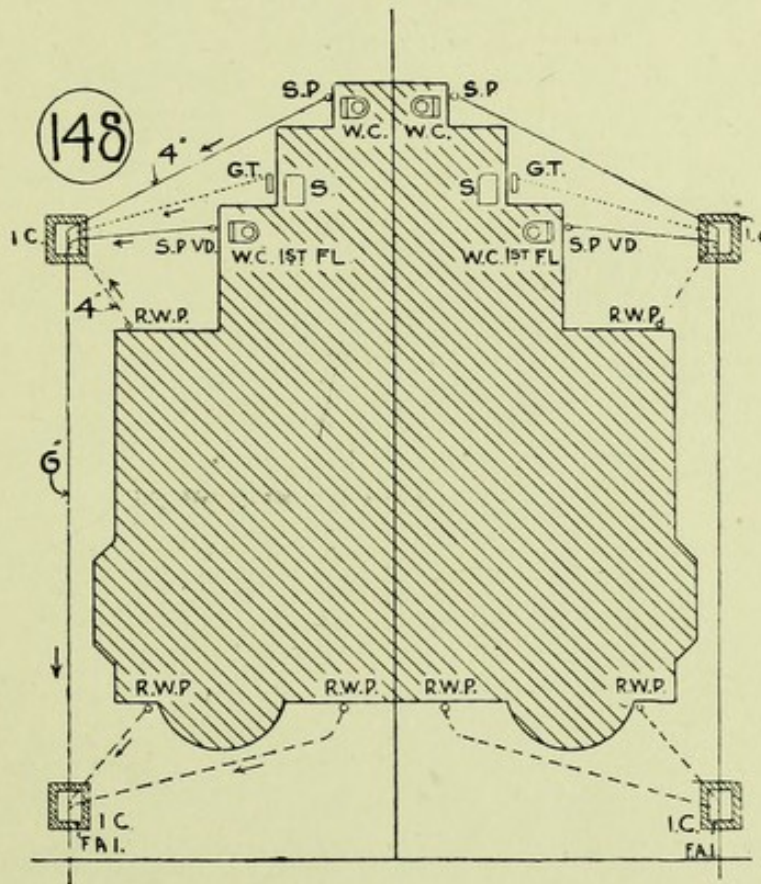 148
S.P S.P
W.C. W.C.
4"
G.T. G.T.
S. S.
I C. I.C
S.P VD. S.P VD
W.C. 1ST FL W.C. 1ST FL
4" R.W.P. R.W.P.
6"
R.W.P. R.W.P. R.W.P. R.W.P.
I C. I.C.
F.A I. F.A.I.